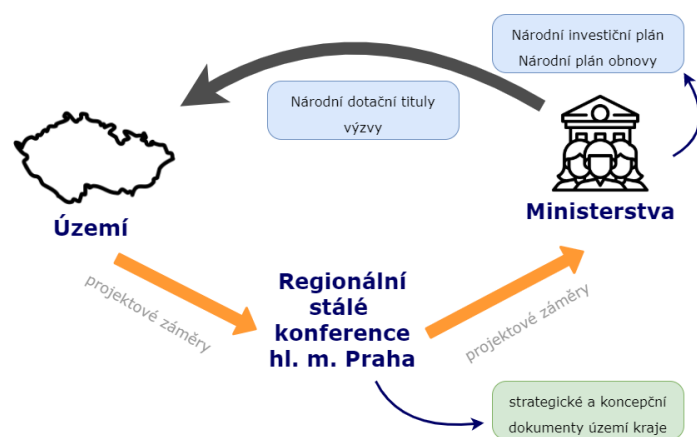 Národní investiční plán
Národní plán obnovy
Národní dotační tituly
výzvy
Území
Ministerstva
projektové záměry
Regionální
stálé
konference
hl. m. Praha
projektové záměry
strategické a koncepční
dokumenty území kraje